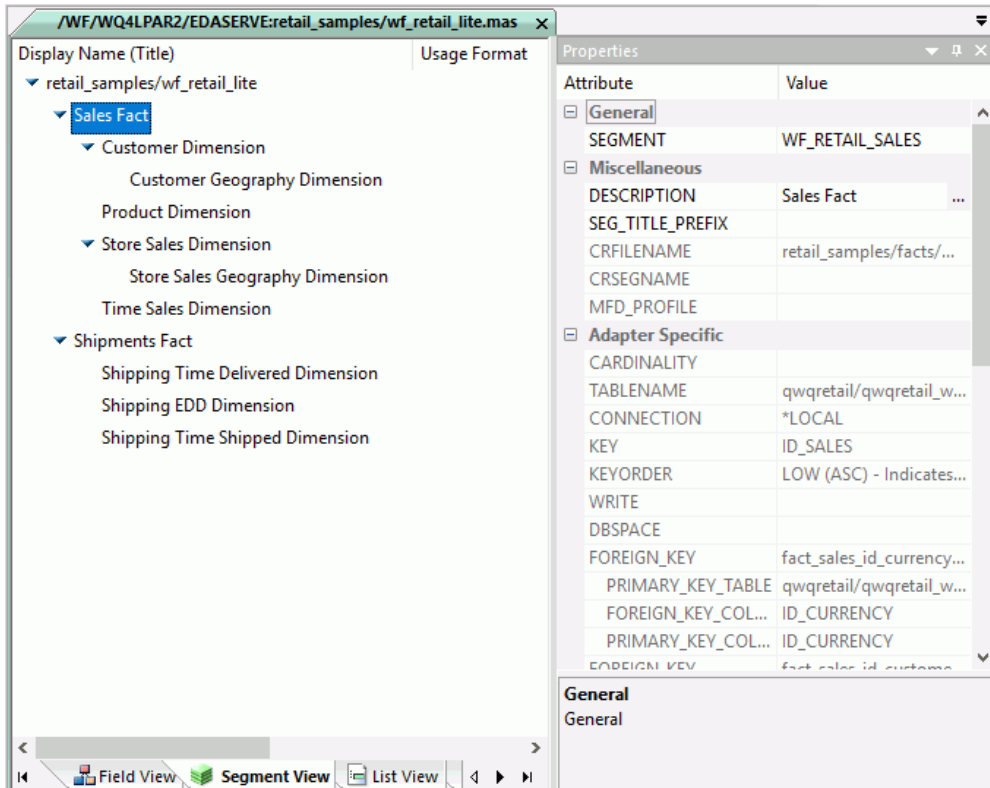 /WF/WQ4LPAR2/EDASERVE:retail_samples/wf_retail_lite.mas x
Display Name (Title) Usage Format
retail_samples/wf_retail_lite
Sales Fact
Customer Dimension
Customer Geography Dimension
Product Dimension
Store Sales Dimension
Store Sales Geography Dimension
Time Sales Dimension
Shipments Fact
Shipping Time Delivered Dimension
Shipping EDD Dimension
Shipping Time Shipped Dimension
Field View Segment View List View
Properties
Attribute Value
General
SEGMENT WF_RETAIL_SALES
Miscellaneous
DESCRIPTION Sales Fact ...
SEG_TITLE_PREFIX
CRFILENAME retail_samples/facts/...
CRSEGNAME
MFD_PROFILE
Adapter Specific
CARDINALITY
TABLENAME qwqretail/qwqretail_w...
CONNECTION *LOCAL
KEY ID_SALES
KEYORDER LOW (ASC) - Indicates...
WRITE
DBSPACE
FOREIGN_KEY fact_sales_id_currency...
PRIMARY_KEY_TABLE qwqretail/qwqretail_w...
FOREIGN_KEY_COL... ID_CURRENCY
PRIMARY_KEY_COL... ID_CURRENCY
FOREIGN_KEY fact_sales_id_custome...
General
General